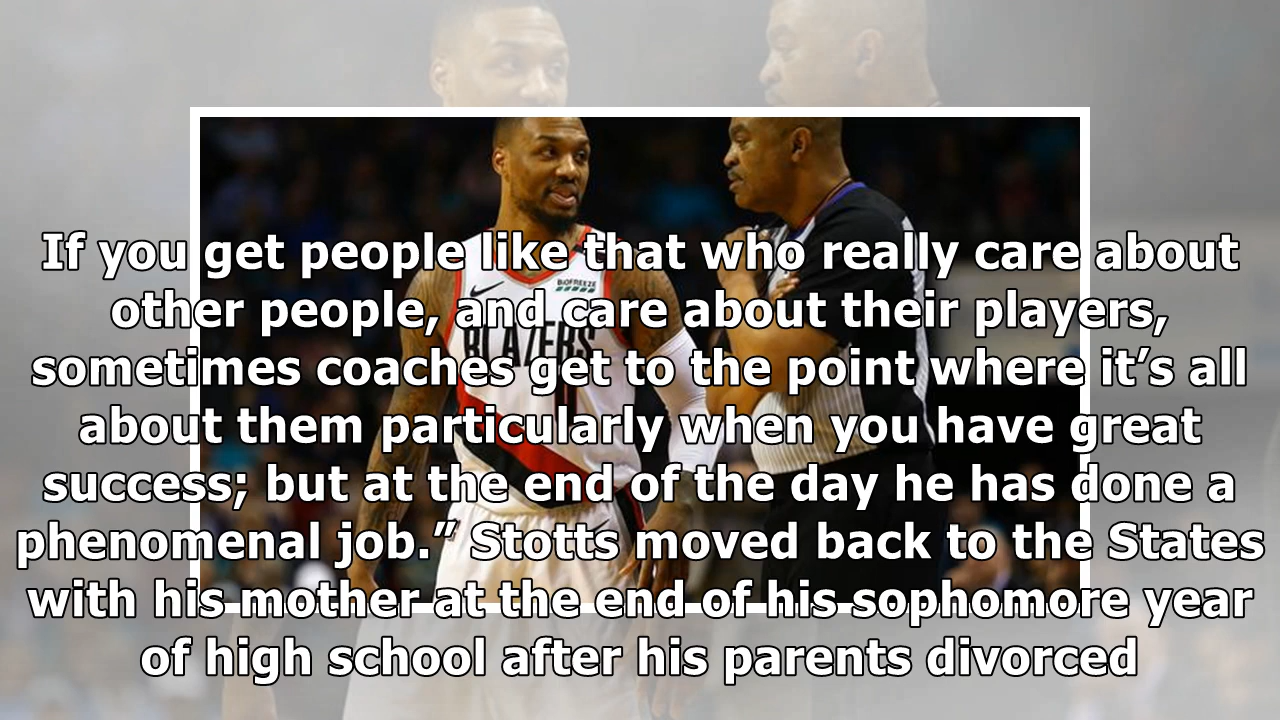 If you get people like that who really care about
other people, and care about their players,
sometimes coaches get to the point where it’s all
about them particularly when you have great
success; but at the end of the day he has done a
phenomenal job.” Stotts moved back to the States
with his mother at the end of his sophomore year
of high school after his parents divorced
BIOFREEZE
BLAZERS